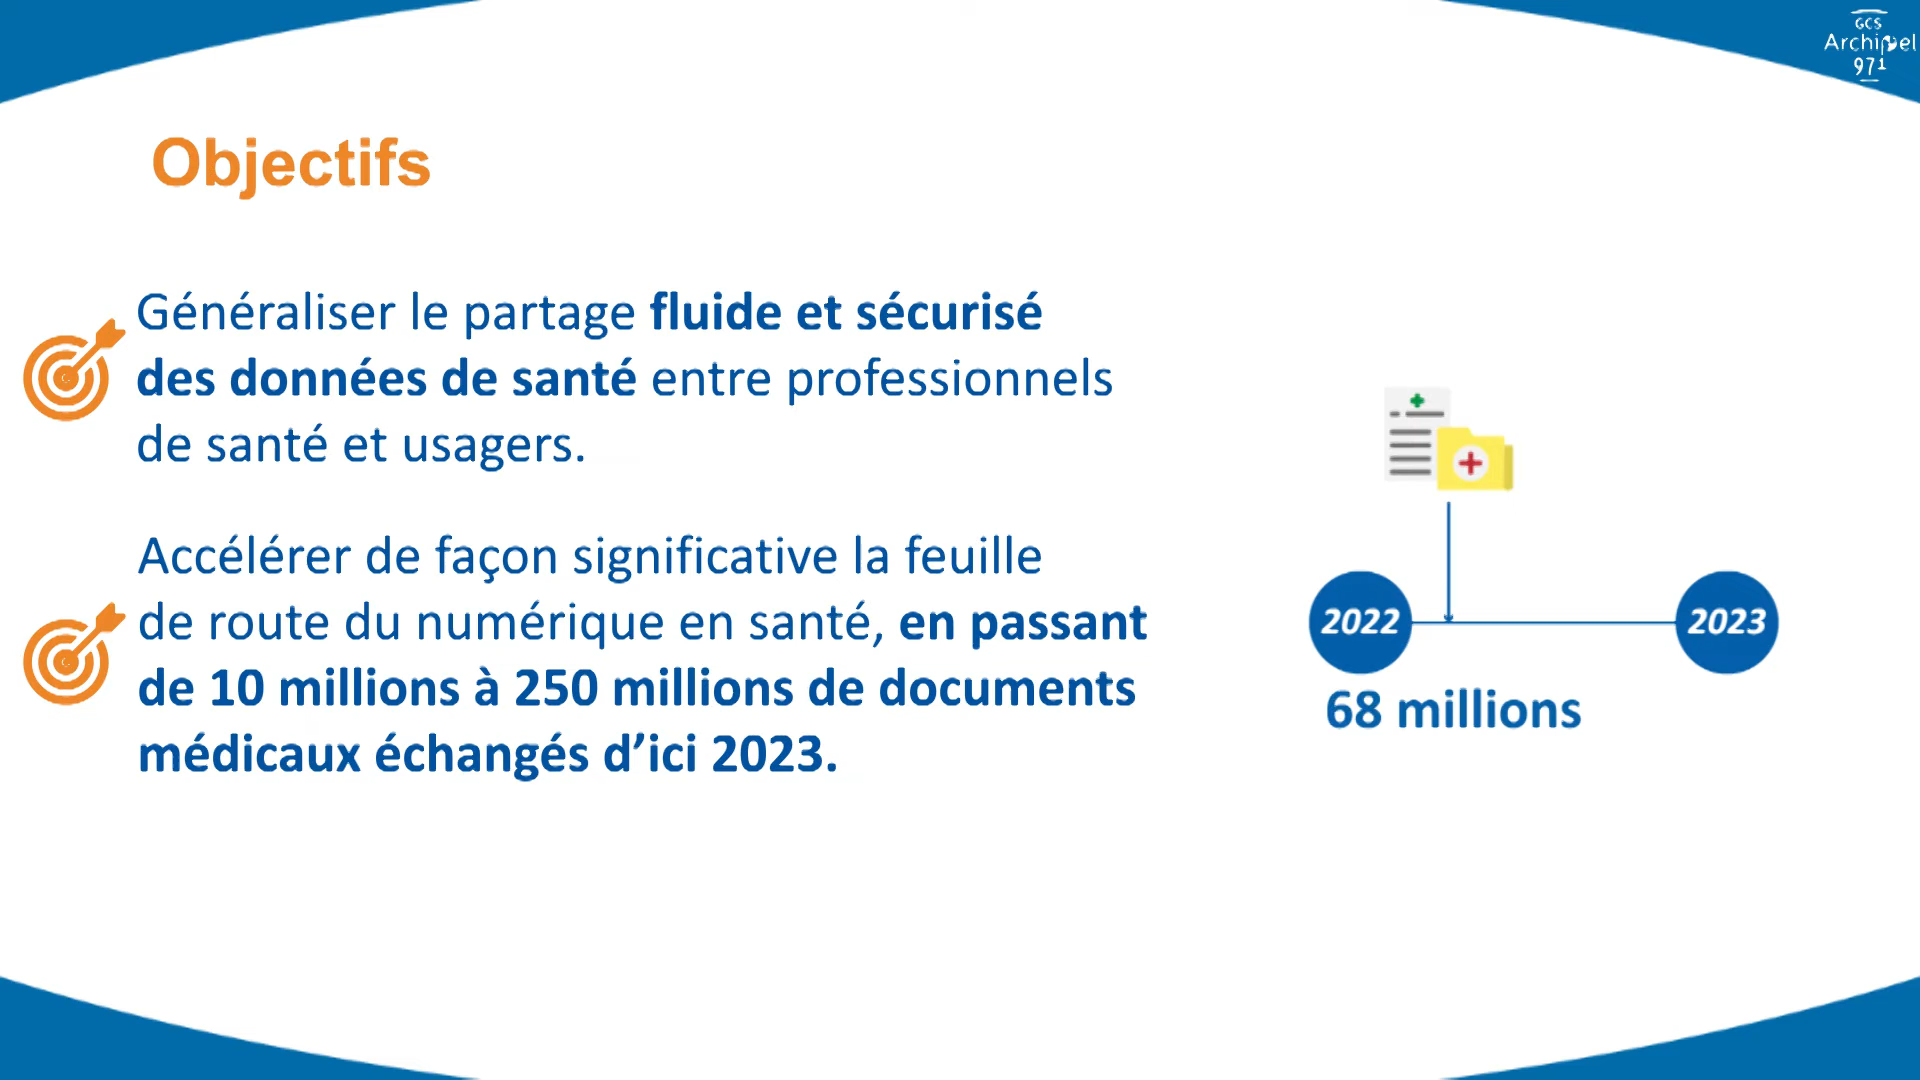 GCS
Archipel
971
Objectifs
Généraliser le partage fluide et sécurisé
des données de santé entre professionnels
de santé et usagers.
Accélérer de façon significative la feuille
de route du numérique en santé, en passant
de 10 millions à 250 millions de documents
médicaux échangés d’ici 2023.
2022
2023
68 millions